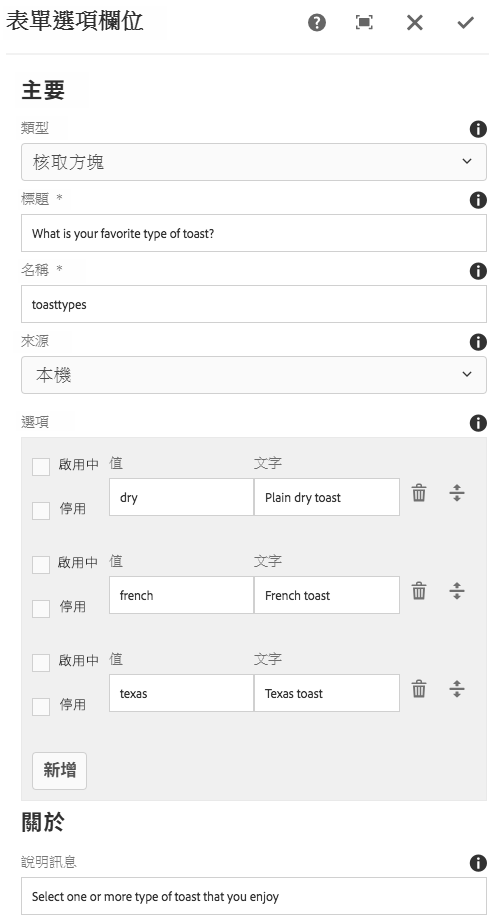 表單選項欄位
主要
類型
核取方塊
標題 *
What is your favorite type of toast?
名稱 *
toasttypes
來源
本機
選項
啟用中 值 文字
停用 dry Plain dry toast
啟用中 值 文字
停用 french French toast
啟用中 值 文字
停用 texas Texas toast
新增
關於
說明訊息
Select one or more type of toast that you enjoy